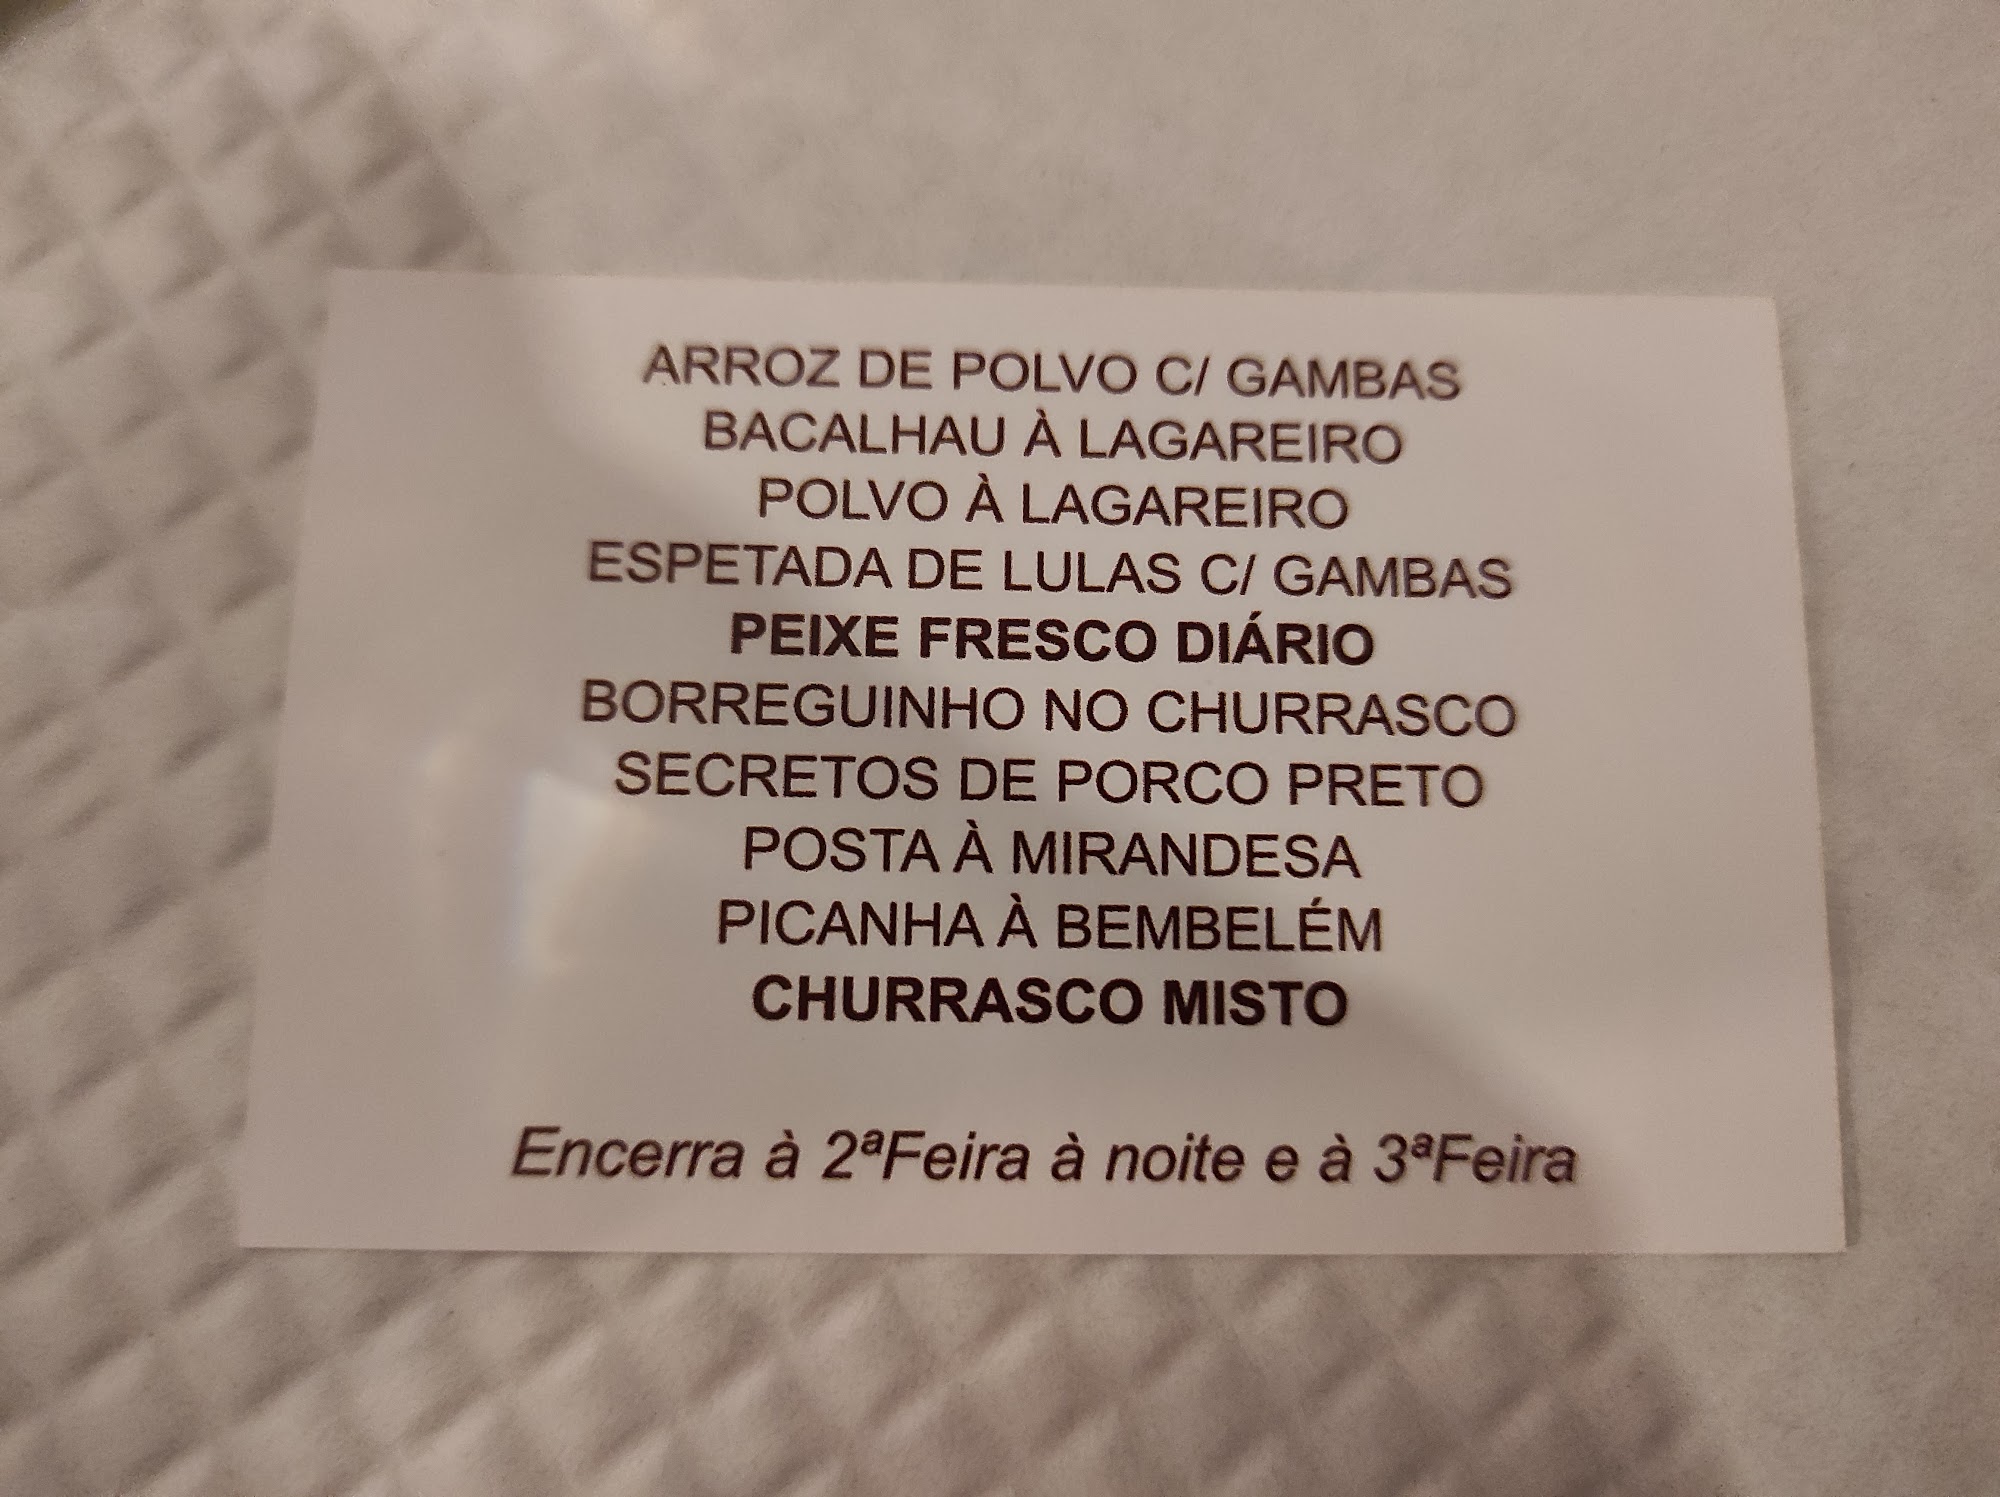 ARROZ DE POLVO C/ GAMBAS
BACALHAU À LAGAREIRO
POLVO À LAGAREIRO
ESPETADA DE LULAS C/ GAMBAS
PEIXE FRESCO DIÁRIO
BORREGUINHO NO CHURRASCO
SECRETOS DE PORCO PRETO
POSTA À MIRANDESA
PICANHA À BEMBELÉM
CHURRASCO MISTO
Encerra à 2ªFeira à noite e à 3ªFeira